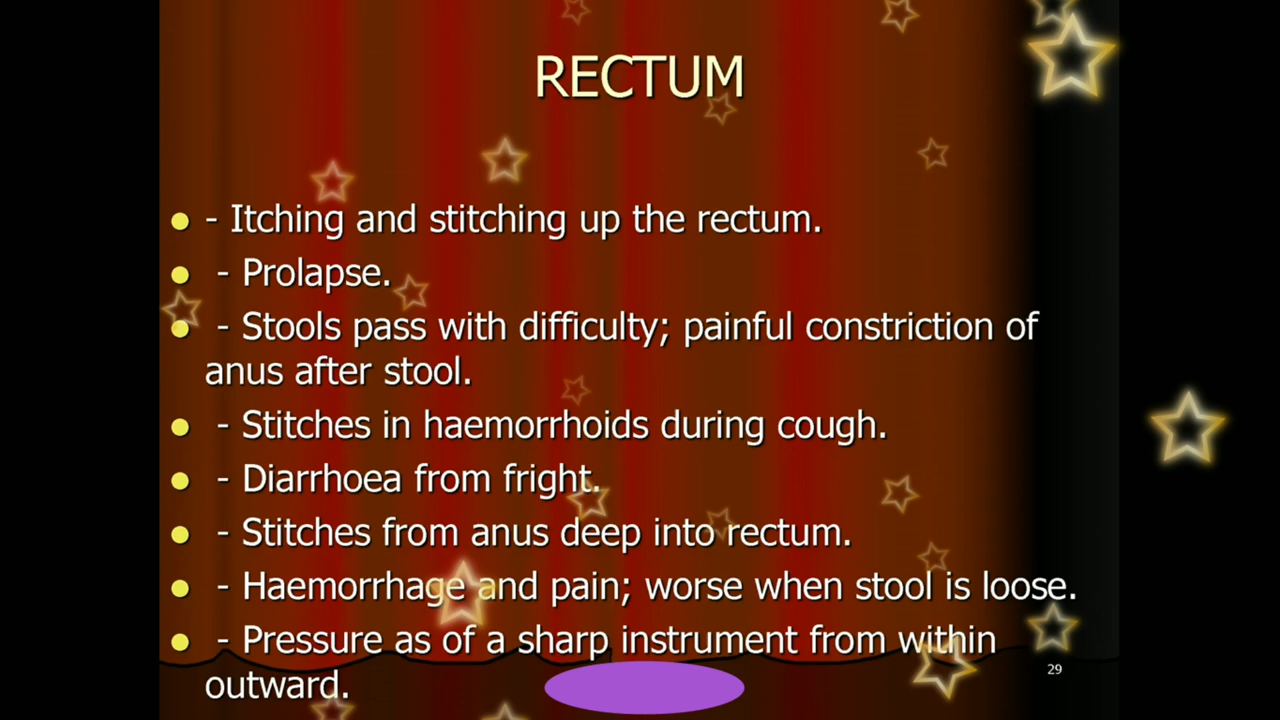 RECTUM
- Itching and stitching up the rectum.
- Prolapse.
- Stools pass with difficulty; painful constriction of
anus after stool.
- Stitches in haemorrhoids during cough.
- Diarrhoea from fright.
- Stitches from anus deep into rectum.
- Haemorrhage and pain; worse when stool is loose.
- Pressure as of a sharp instrument from within
outward.
29